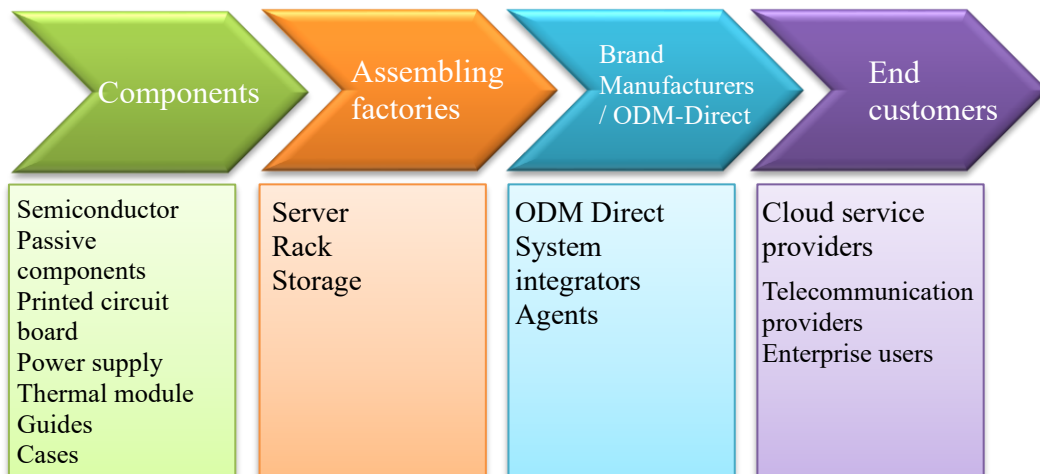 Components
Assembling
factories
Brand
Manufacturers
/ ODM-Direct
End
customers
Semiconductor
Passive
components
Printed circuit
board
Power supply
Thermal module
Guides
Cases
Server
Rack
Storage
ODM Direct
System
integrators
Agents
Cloud service
providers
Telecommunication
providers
Enterprise users